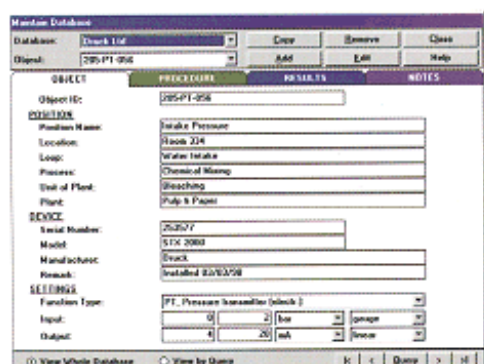 Maintain Database
Database: Druck Ltd Copy Remove Close
Object: 205-PT-056 Add Edit Help
OBJECT PROCEDURE RESULTS NOTES
Object ID: 205-PT-056
POSITION
Position Name: Intake Pressure
Location: Room 234
Loop: Water Intake
Process: Chemical Mixing
Unit of Plant: Bleaching
Plant: Pulp & Paper
DEVICE
Serial Number: 253577
Model: STX 2000
Manufacturer: Druck
Remark: Installed 03/03/98
SETTINGS
Function Type: PT, Pressure transmitter (electr.)
Input: 0 2 bar gauge
Output: 4 20 mA linear
View Whole Database View by Query Query